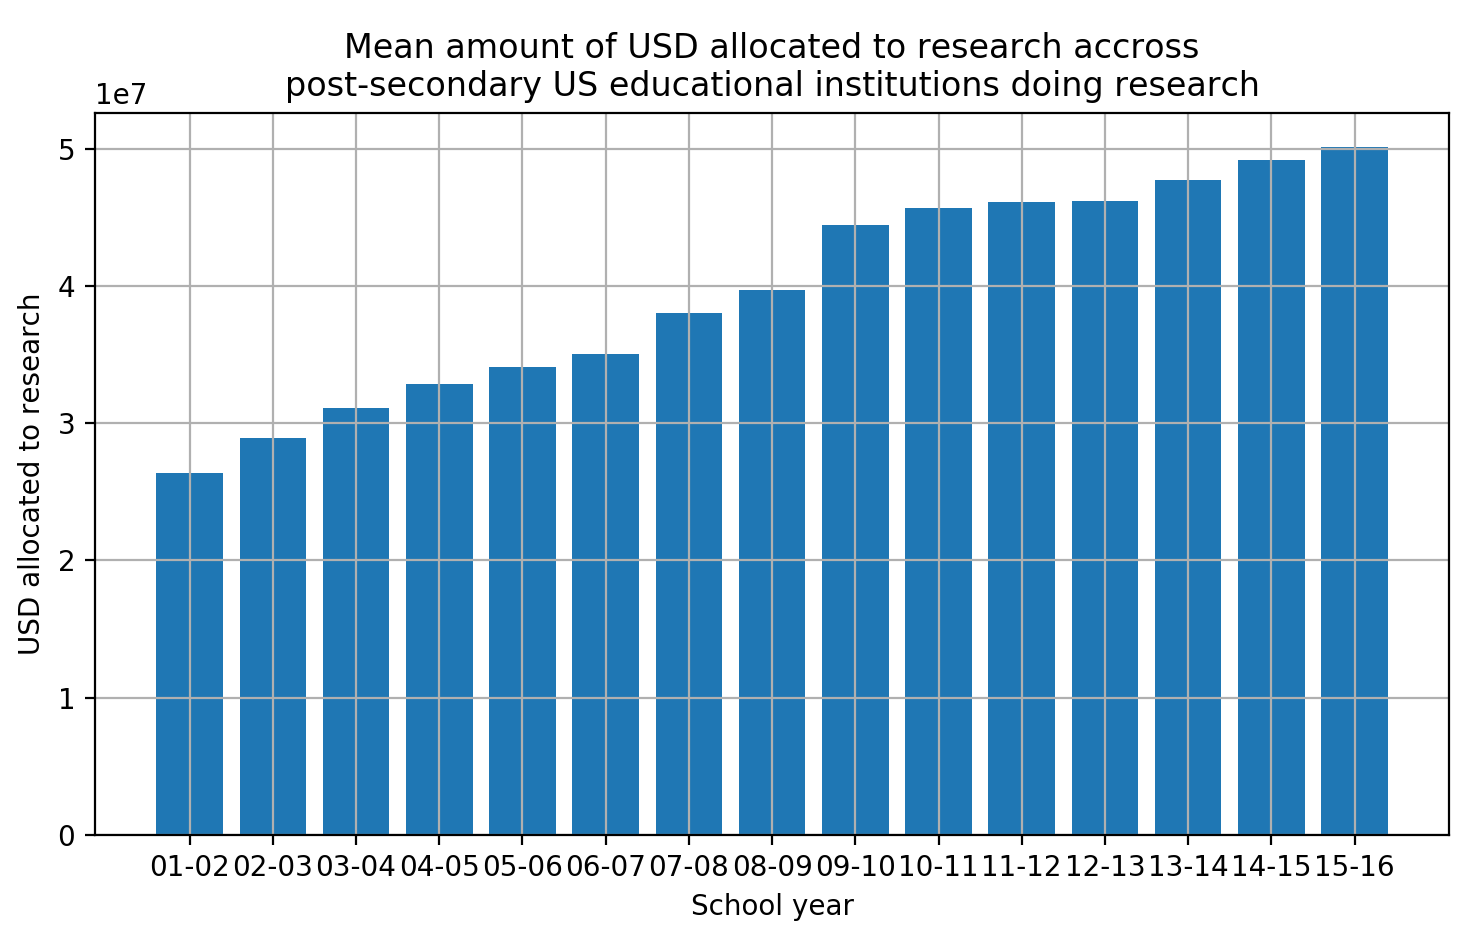 Mean amount of USD allocated to research accross
post-secondary US educational institutions doing research
1e7
5
4
3
2
1
0
USD allocated to research
01-02 02-03 03-04 04-05 05-06 06-07 07-08 08-09 09-10 10-11 11-12 12-13 13-14 14-15 15-16
School year